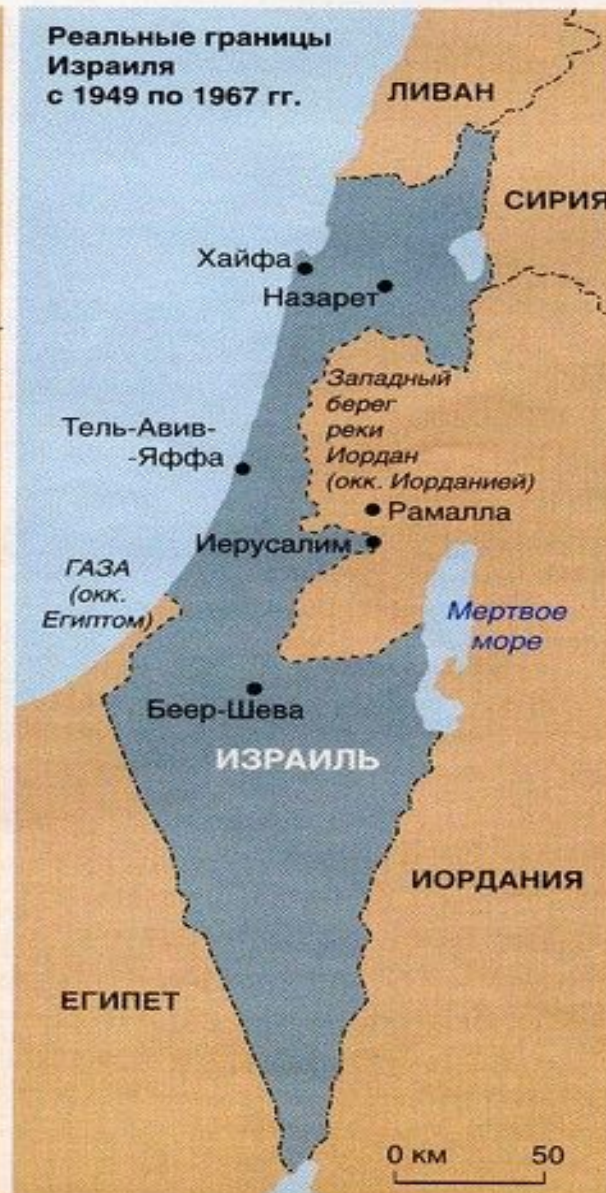 Реальные границы
Израиля
с 1949 по 1967 гг.
ЛИВАН
СИРИЯ
Хайфа
Назарет
Западный
берег
реки
Иордан
(окк. Иорданией)
Тель-Авив-
-Яффа
Рамалла
Иерусалим
ГАЗА
(окк.
Египтом)
Мертвое
море
Беер-Шева
ИЗРАИЛЬ
ИОРДАНИЯ
ЕГИПЕТ
0 км 50